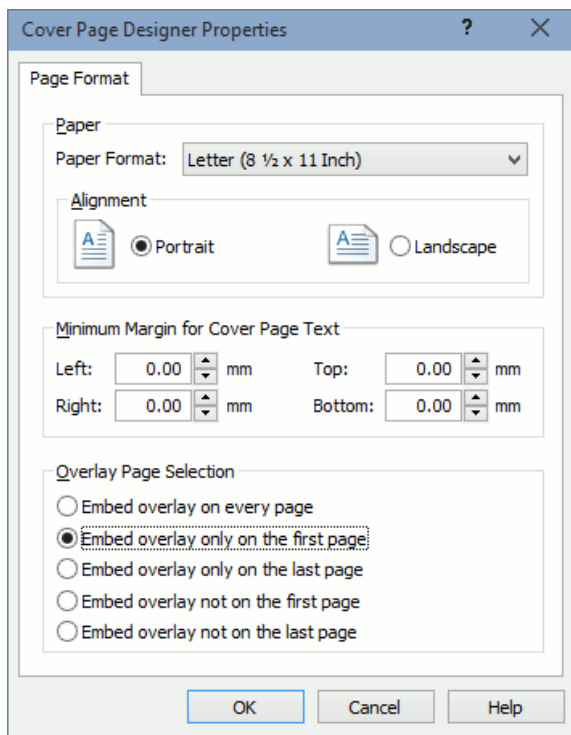 Cover Page Designer Properties ?
Page Format
Paper
Paper Format: Letter (8 ½ x 11 Inch)
Alignment
A Portrait A Landscape
Minimum Margin for Cover Page Text
Left: 0.00 mm Top: 0.00 mm
Right: 0.00 mm Bottom: 0.00 mm
Overlay Page Selection
Embed overlay on every page
Embed overlay only on the first page
Embed overlay only on the last page
Embed overlay not on the first page
Embed overlay not on the last page
OK Cancel Help